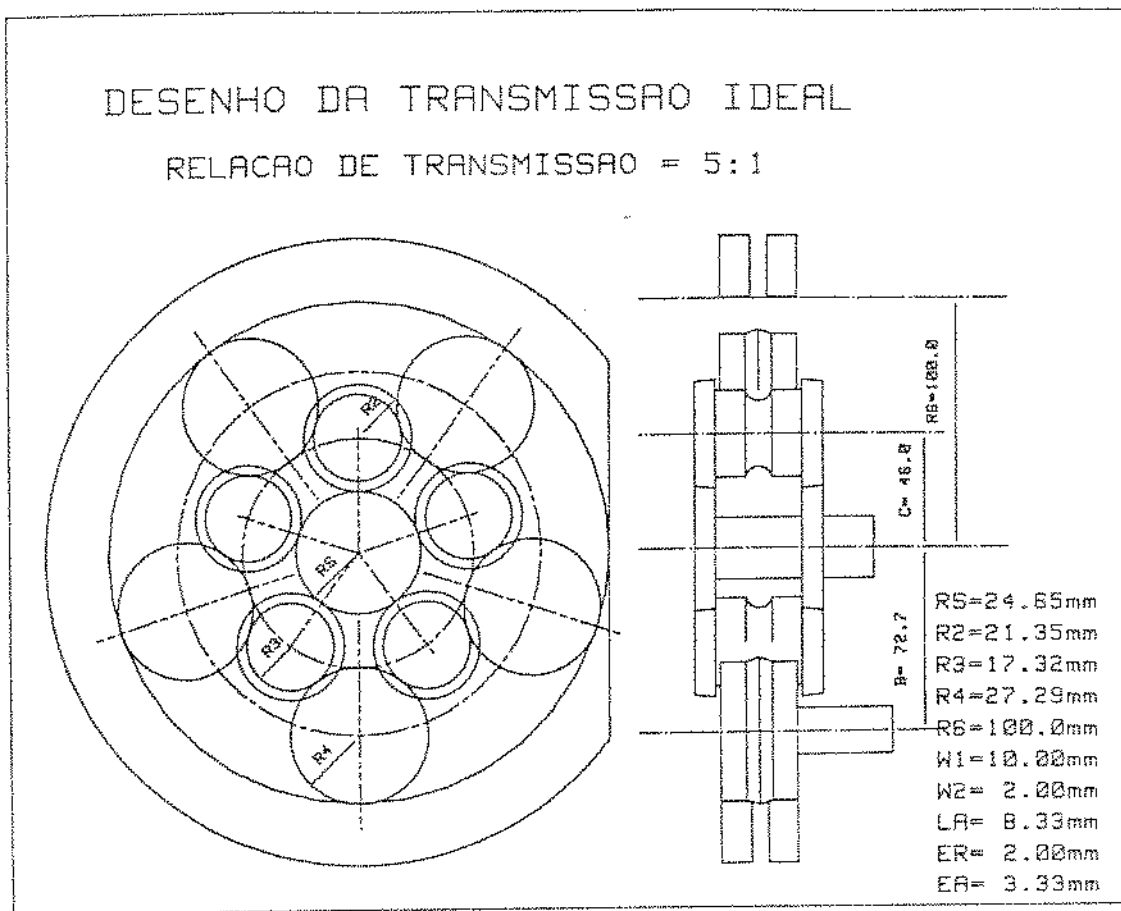 DESENHO DA TRANSMISSAO IDEAL
RELACAO DE TRANSMISSAO = 5:1
R2
RS
R3
R4
R6=100.0
C= 46.0
B= 72.7
RS=24.65mm
R2=21.35mm
R3=17.32mm
R4=27.29mm
R6=100.0mm
W1=10.00mm
W2= 2.00mm
LA= 8.33mm
ER= 2.00mm
EA= 3.33mm